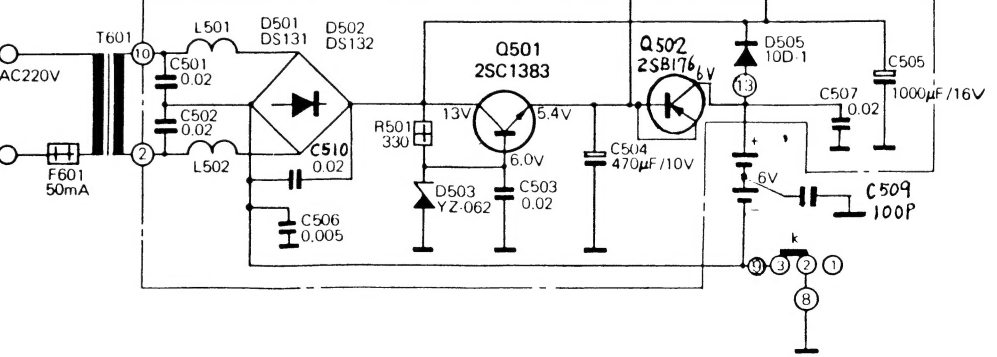 T601
AC220V
F601
50mA
10
2
L501
C501
0.02
C502
0.02
L502
D501
DS131
D502
DS132
C510
0.02
C506
0.005
R501
330
D503
YZ-062
Q501
2SC1383
13V
5.4V
6.0V
C503
0.02
C504
470μF/10V
Q502
2SB176
6V
D505
10D-1
13
C507
0.02
C505
1000μF/16V
+
6V
−
C509
100P
k
9
3
2
1
8